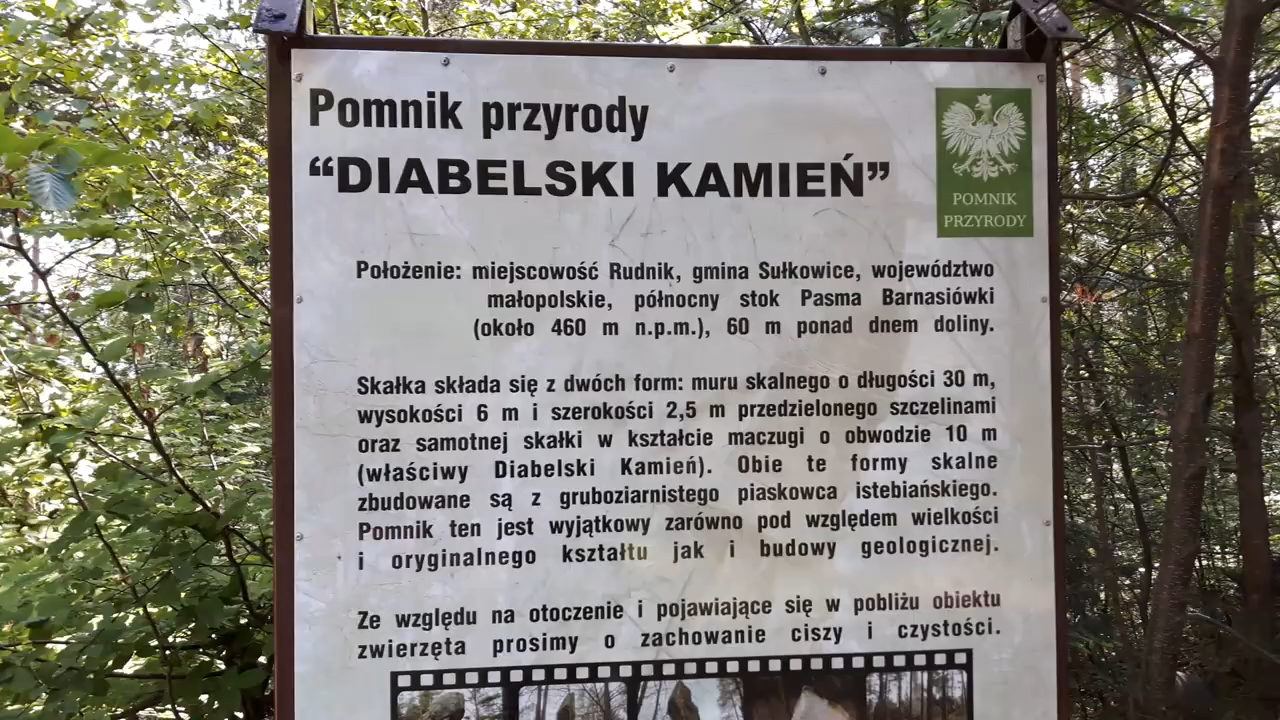 Pomnik przyrody
“DIABELSKI KAMIEŃ”
POMNIK
PRZYRODY
Położenie: miejscowość Rudnik, gmina Sułkowice, województwo
małopolskie, północny stok Pasma Barnasiówki
(około 460 m n.p.m.), 60 m ponad dnem doliny.
Skałka składa się z dwóch form: muru skalnego o długości 30 m,
wysokości 6 m i szerokości 2,5 m przedzielonego szczelinami
oraz samotnej skałki w kształcie maczugi o obwodzie 10 m
(właściwy Diabelski Kamień). Obie te formy skalne
zbudowane są z gruboziarnistego piaskowca istebiańskiego.
Pomnik ten jest wyjątkowy zarówno pod względem wielkości
i oryginalnego kształtu jak i budowy geologicznej.
Ze względu na otoczenie i pojawiające się w pobliżu obiektu
zwierzęta prosimy o zachowanie ciszy i czystości.